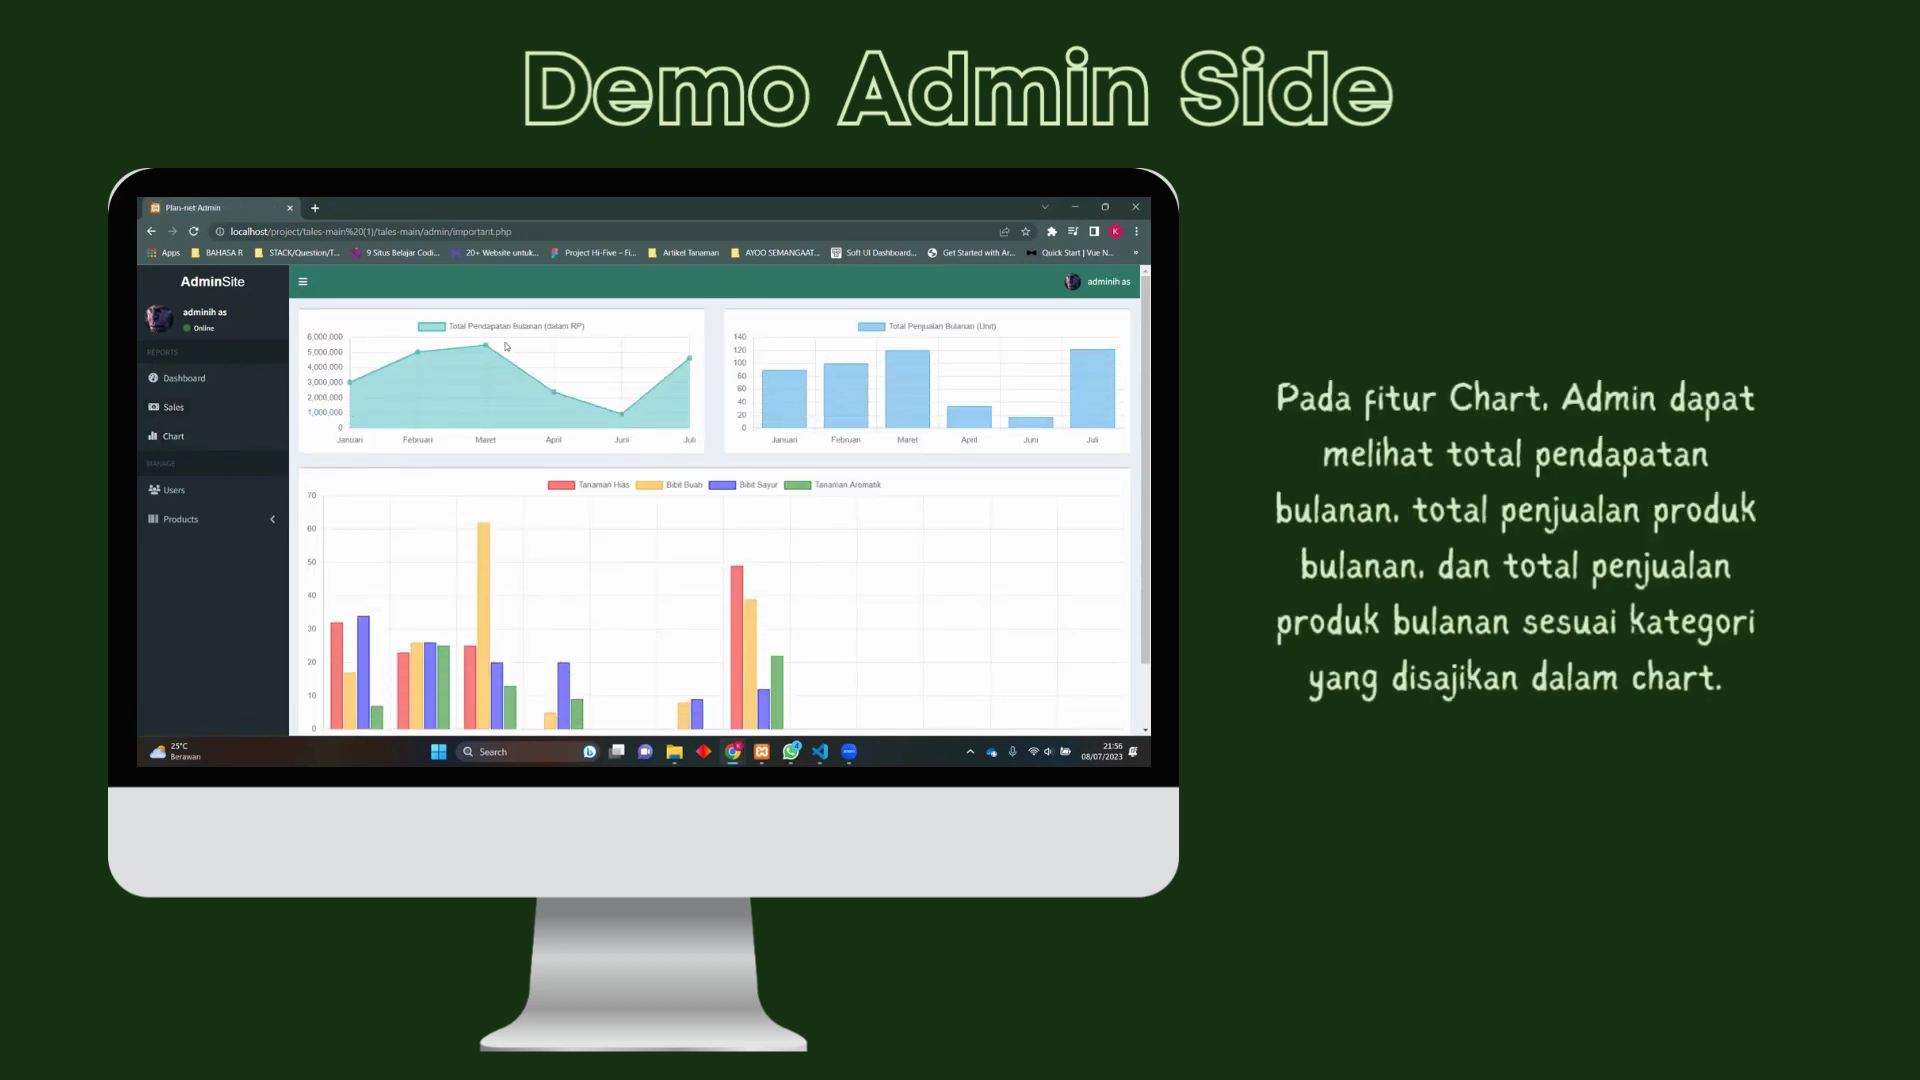 Demo Admin Side
Plan-net Admin
localhost/project/tales-main%20(1)/tales-main/admin/important.php
K
Apps BAHASA R STACK/Question/T... 9 Situs Belajar Codi... 20+ Website untuk... Project Hi-Five – Fi... Artikel Tanaman AYOO SEMANGAAT... Soft UI Dashboard... Get Started with Ar... Quick Start | Vue N... »
AdminSite
adminih as
adminih as
Online
REPORTS
Dashboard
Sales
Chart
MANAGE
Users
Products
Total Pendapatan Bulanan (dalam RP)
6,000,000
5,000,000
4,000,000
3,000,000
2,000,000
1,000,000
0
Januari Februari Maret April Juni Juli
Total Penjualan Bulanan (Unit)
140
120
100
80
60
40
20
0
Januari Februari Maret April Juni Juli
Tanaman Hias Bibit Buah Bibit Sayur Tanaman Aromatik
70
60
50
40
30
20
10
0
25°C
Berawan
Search
21:56
08/07/2023
Pada fitur Chart, Admin dapat
melihat total pendapatan
bulanan, total penjualan produk
bulanan, dan total penjualan
produk bulanan sesuai kategori
yang disajikan dalam chart.